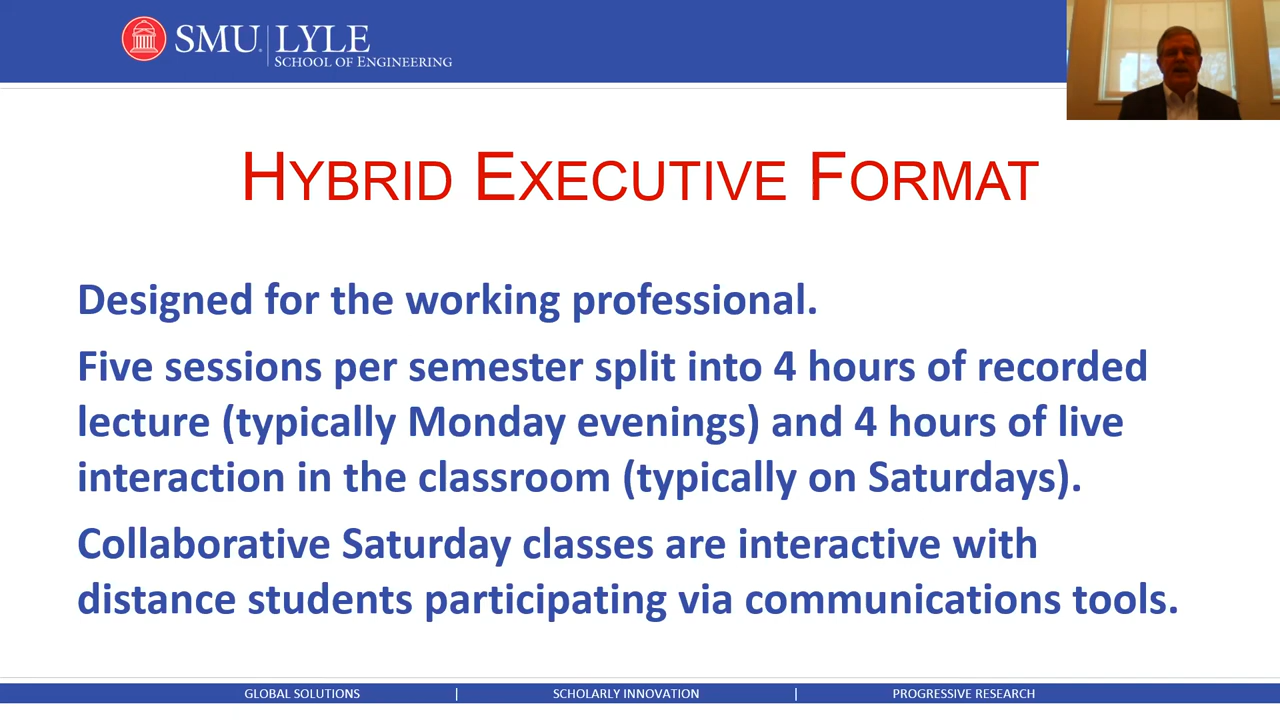 SMU LYLE
SCHOOL OF ENGINEERING
HYBRID EXECUTIVE FORMAT
Designed for the working professional.
Five sessions per semester split into 4 hours of recorded
lecture (typically Monday evenings) and 4 hours of live
interaction in the classroom (typically on Saturdays).
Collaborative Saturday classes are interactive with
distance students participating via communications tools.
GLOBAL SOLUTIONS | SCHOLARLY INNOVATION | PROGRESSIVE RESEARCH